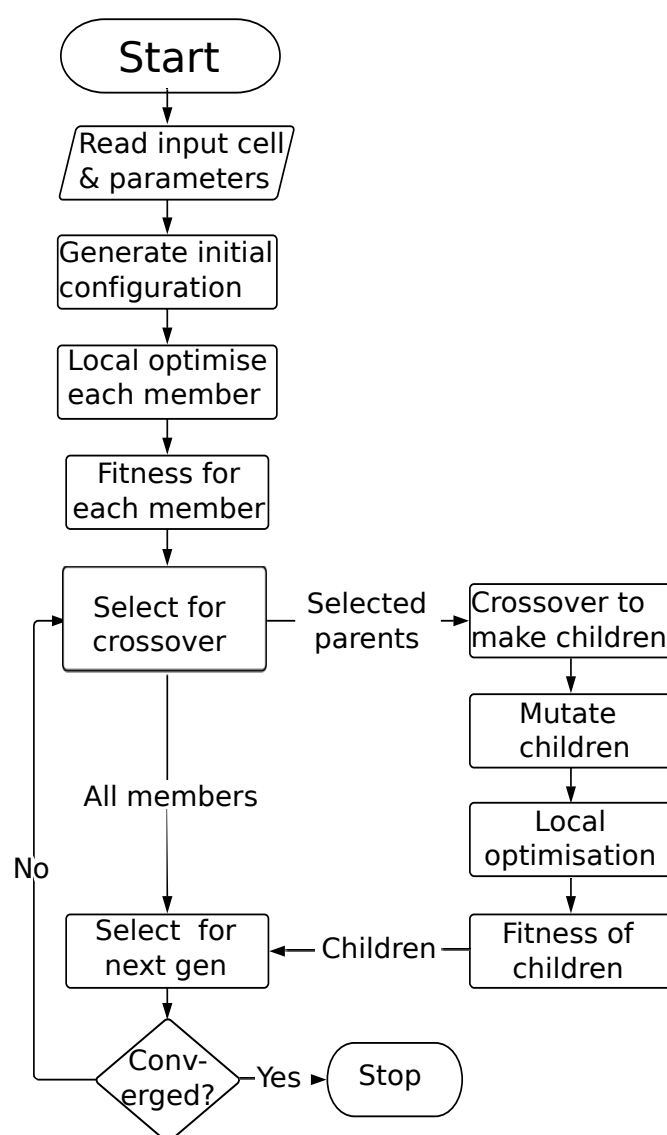 Start
Read input cell
& parameters
Generate initial
configuration
Local optimise
each member
Fitness for
each member
Select for
crossover
Selected
parents
Crossover to
make children
Mutate
children
Local
optimisation
Fitness of
children
All members
Children
Select for
next gen
No
Conv-
erged?
Yes
Stop